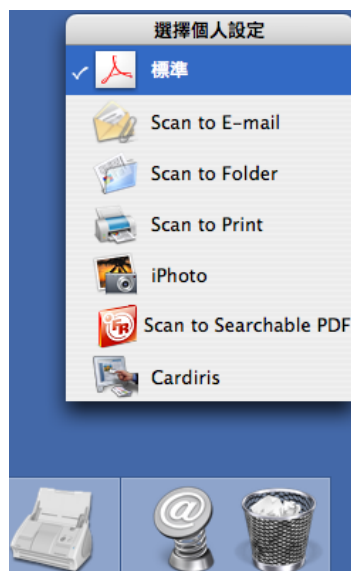 選擇個人設定
標準
Scan to E-mail
Scan to Folder
Scan to Print
iPhoto
Scan to Searchable PDF
Cardiris